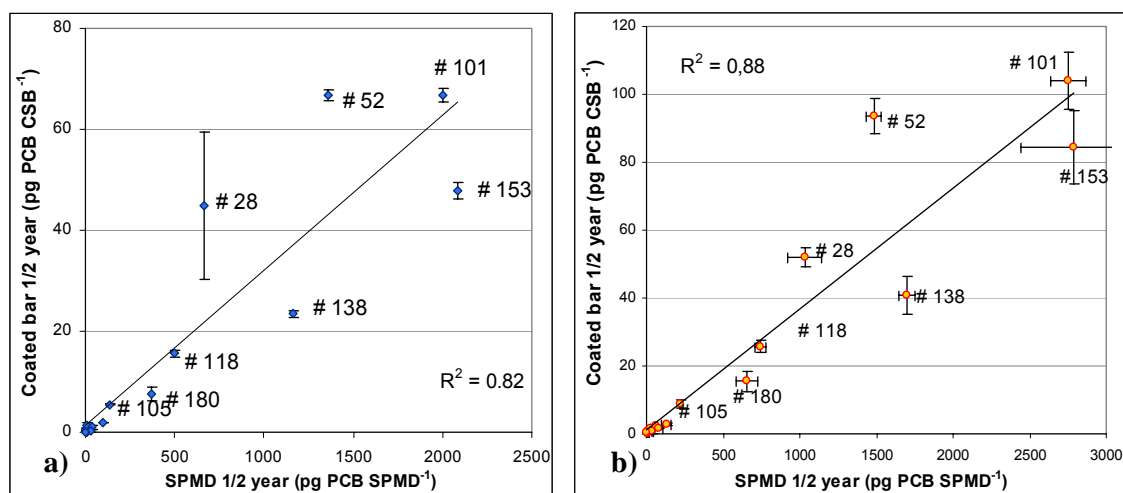 80
60
40
20
0
Coated bar 1/2 year (pg PCB CSB⁻¹)
# 101
# 52
# 153
# 28
# 138
# 118
R² = 0.82
# 180
# 105
0 500 1000 1500 2000 2500
a)
SPMD 1/2 year (pg PCB SPMD⁻¹)
120
100
80
60
40
20
0
Coated bar 1/2 year (pg PCB CSB⁻¹)
R² = 0,88
# 101
# 52
# 153
# 28
# 138
# 118
# 180
# 105
0 500 1000 1500 2000 2500 3000
b)
SPMD 1/2 year (pg PCB SPMD⁻¹)